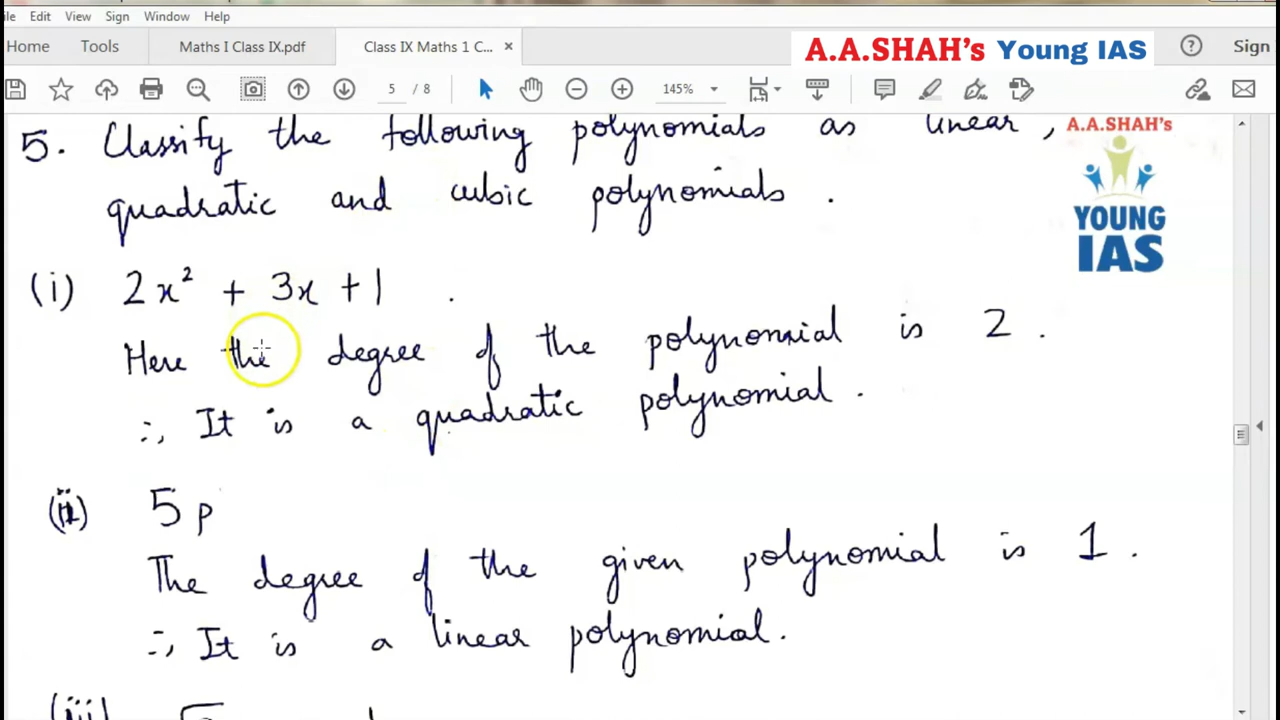 ile Edit View Window Help
Home Tools Maths I Class IX.pdf Class IX Maths 1 C... × A.A.SHAH's Young IAS Sign
5 / 8 145%
A.A.SHAH's
YOUNG
IAS
5. Classify the following polynomials as linear,
quadratic and cubic polynomials.
(i) 2x² + 3x + 1 .
Here the degree of the polynomial is 2.
∴ It is a quadratic polynomial.
(ii) 5p
The degree of the given polynomial is 1.
∴ It is a linear polynomial.
(iii)